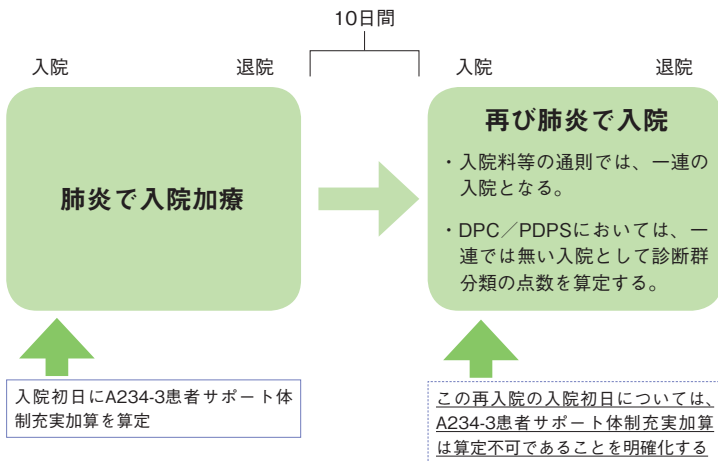 10日間
入院
退院
入院
退院
肺炎で入院加療
再び肺炎で入院
・入院料等の通則では、一連の
入院となる。
・DPC／PDPSにおいては、一
連では無い入院として診断群
分類の点数を算定する。
入院初日にA234-3患者サポート体
制充実加算を算定
この再入院の入院初日については、
A234-3患者サポート体制充実加算
は算定不可であることを明確化する